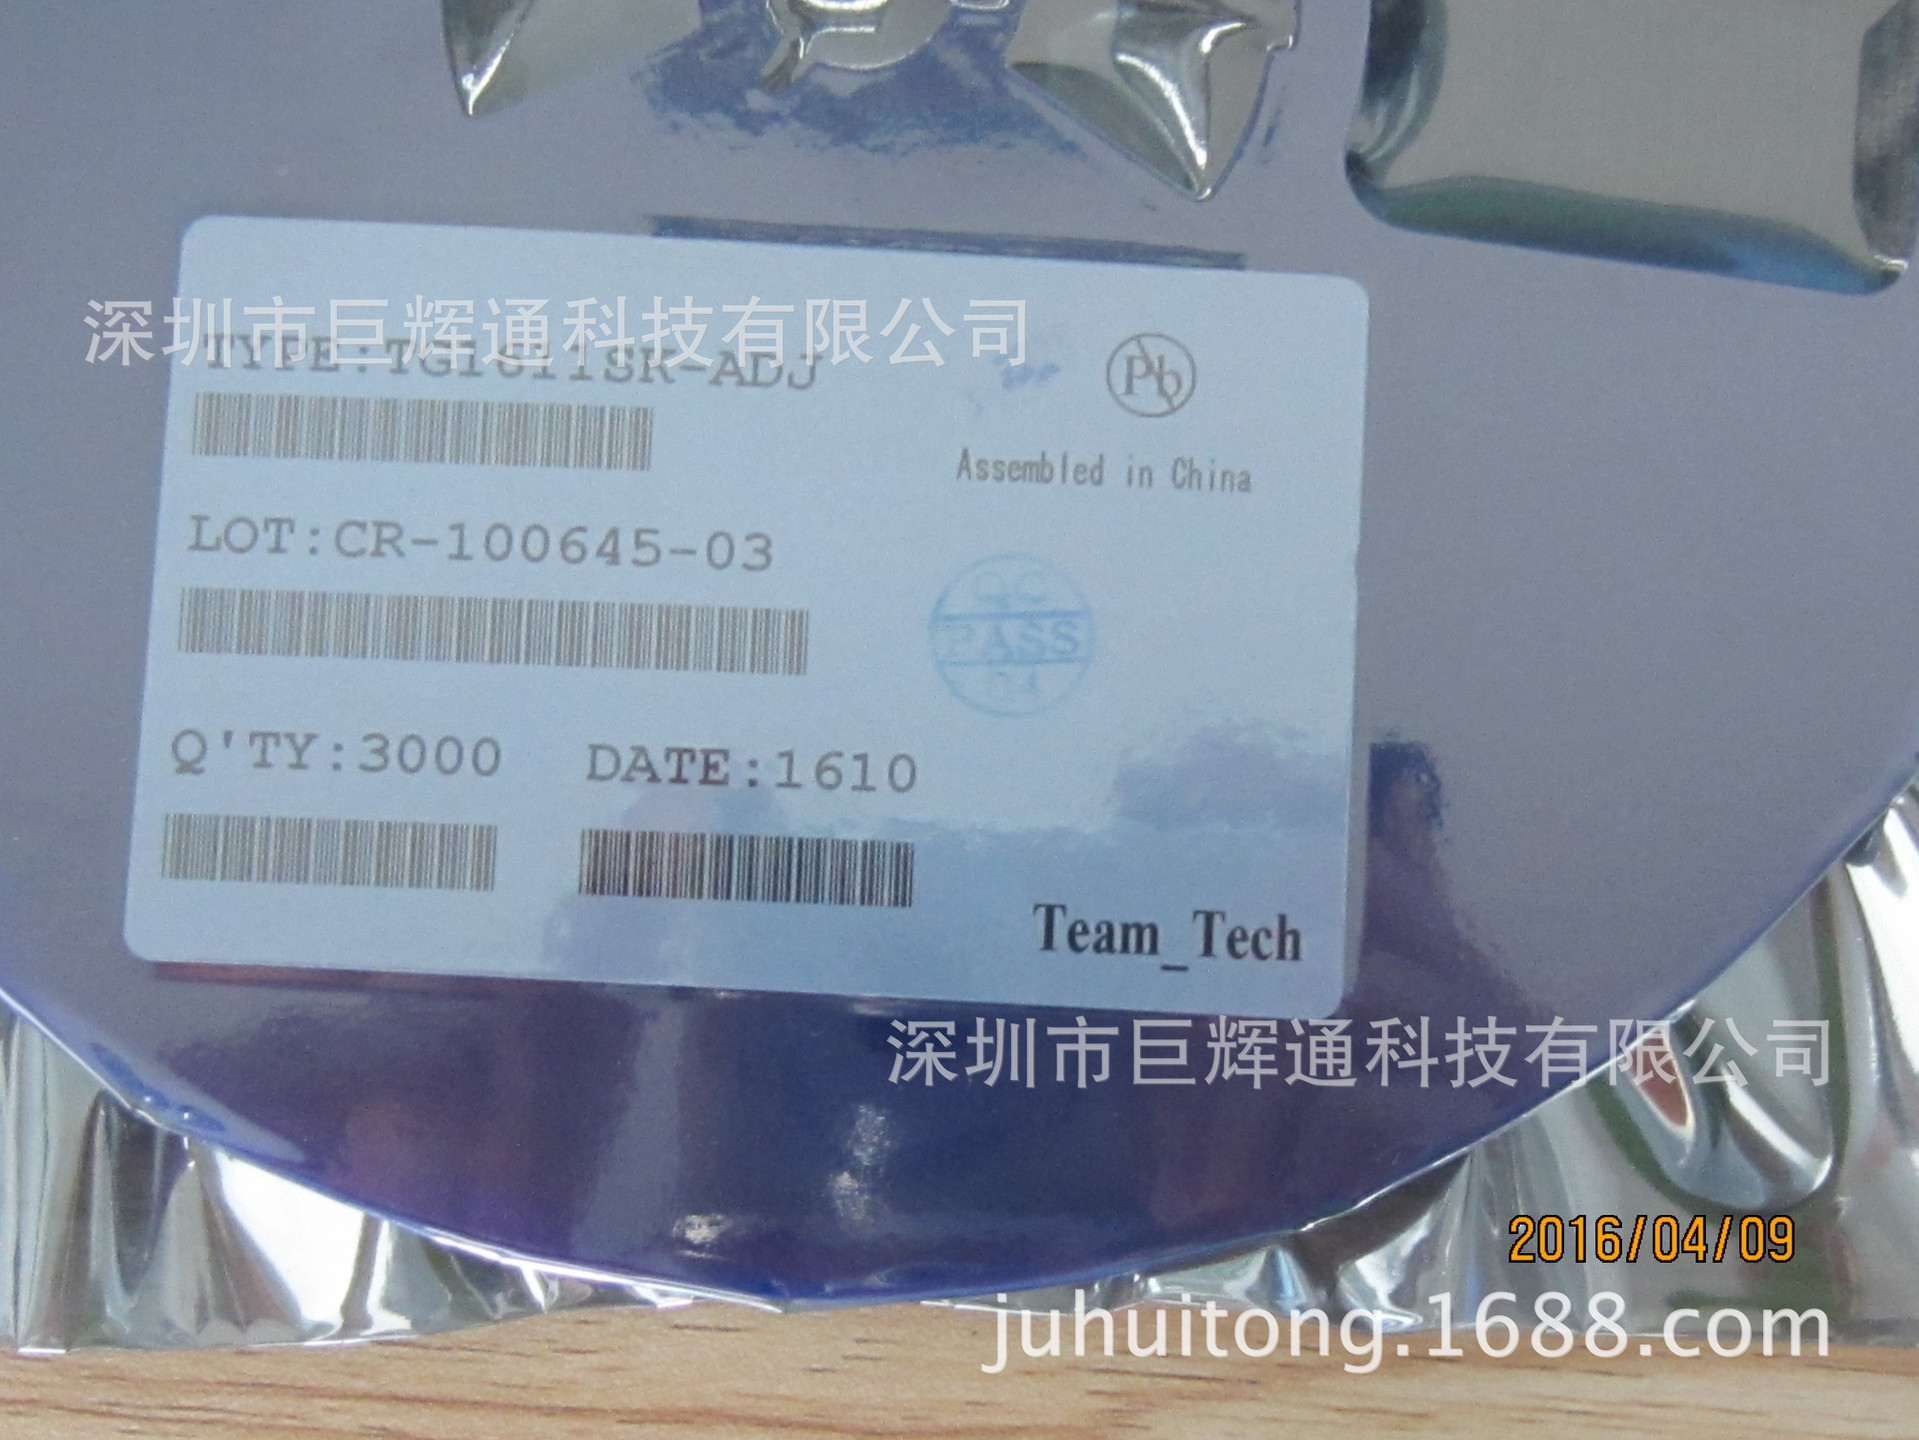 深圳市巨辉通科技有限公司
Assembled in China
LOT:CR-100645-03
QC
PASS
Q'TY:3000 DATE:1610
Team_Tech
深圳市巨辉通科技有限公司
2016/04/09
juhuitong.1688.com